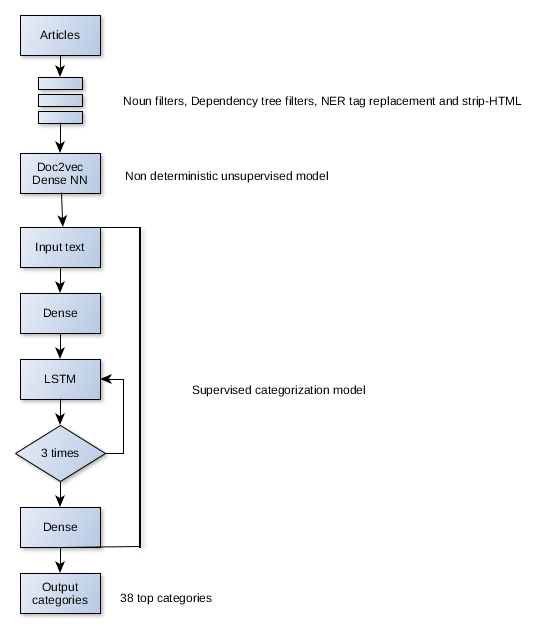 Articles
Noun filters, Dependency tree filters, NER tag replacement and strip-HTML
Doc2vec
Dense NN
Non deterministic unsupervised model
Input text
Dense
LSTM
Supervised categorization model
3 times
Dense
Output
categories
38 top categories